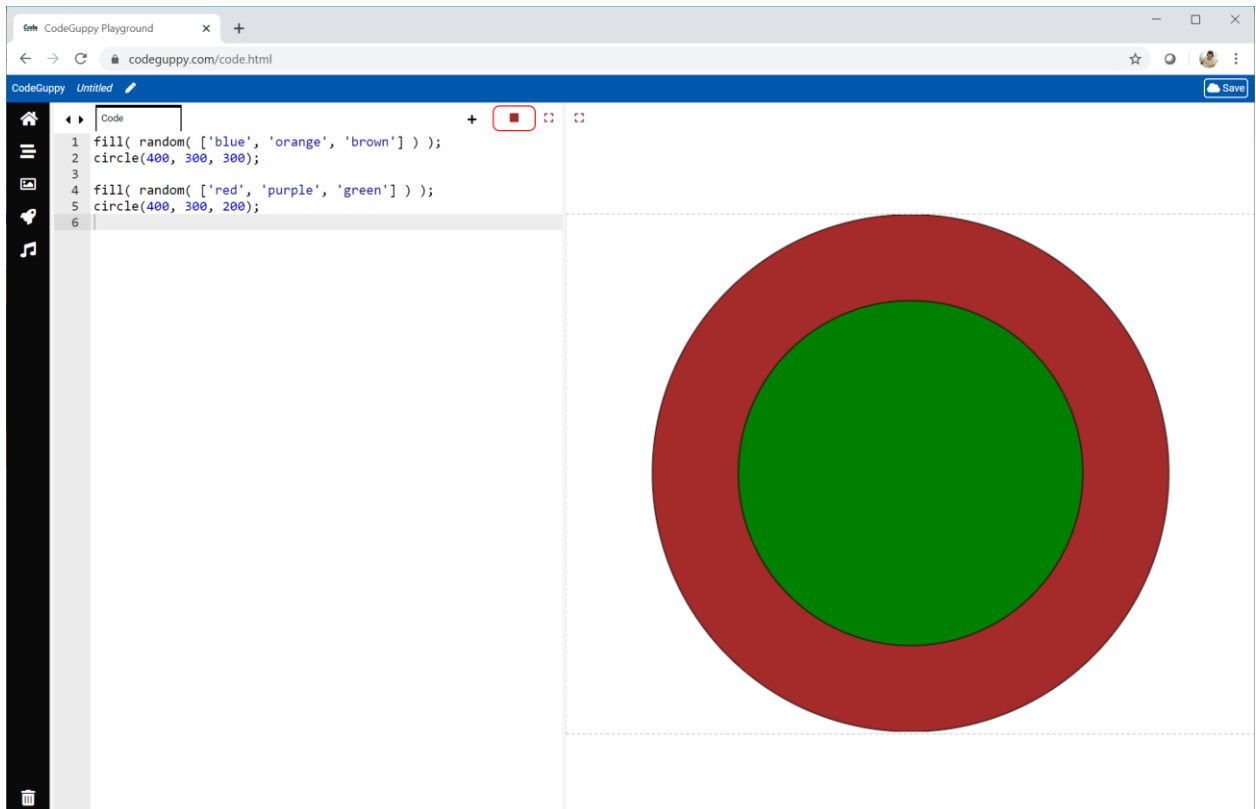 Code CodeGuppy Playground
codeguppy.com/code.html
CodeGuppy Untitled Save
Code
1 fill( random( ['blue', 'orange', 'brown'] ) );
2 circle(400, 300, 300);
3
4 fill( random( ['red', 'purple', 'green'] ) );
5 circle(400, 300, 200);
6